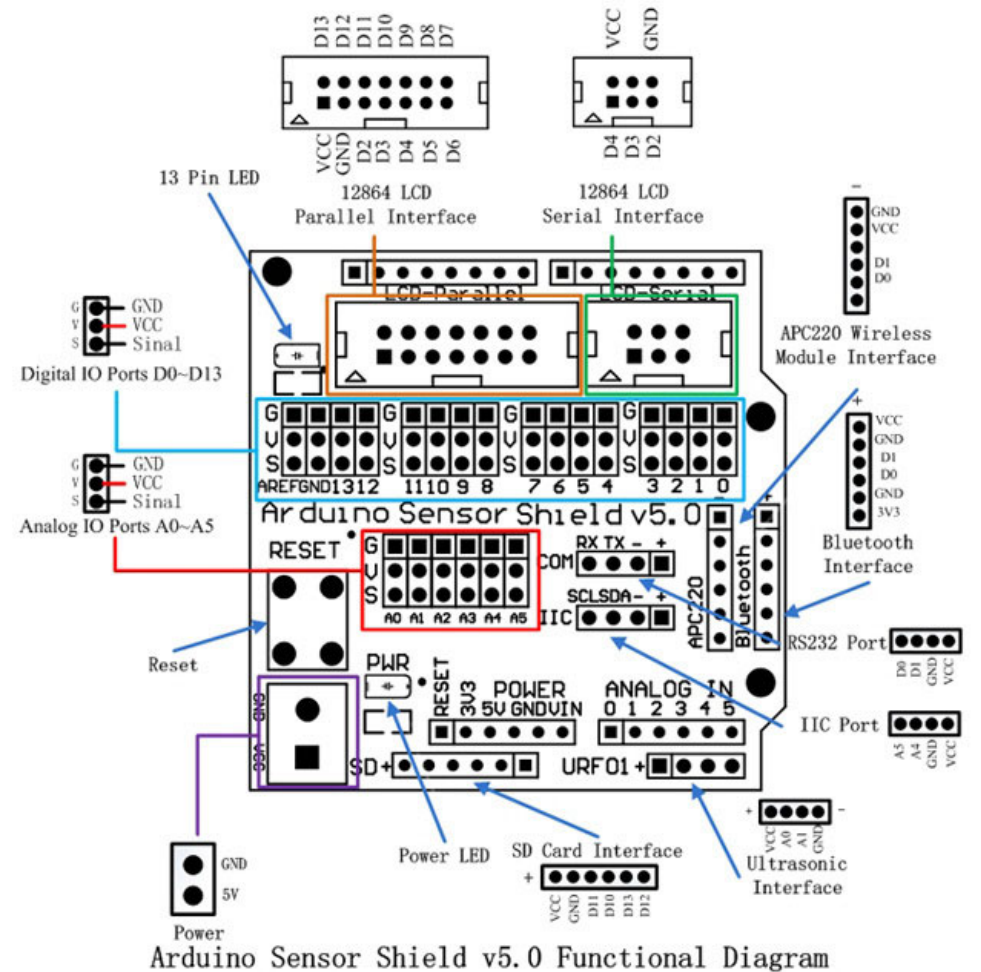 D13 D12 D11 D10 D9 D8 D7
VCC GND
VCC GND D2 D3 D4 D5 D6
D4 D3 D2
13 Pin LED
12864 LCD
Parallel Interface
12864 LCD
Serial Interface
-
GND
VCC
D1
D0
APC220 Wireless
Module Interface
LCD-Parallel
LCD-Serial
G GND
V VCC
S Sinal
Digital IO Ports D0~D13
+
VCC
GND
D1
D0
GND
3V3
Bluetooth
Interface
G G G G
V V V V
S S S S
AREF GND 13 12 11 10 9 8 7 6 5 4 3 2 1 0
- +
G GND
V VCC
S Sinal
Analog IO Ports A0~A5
Arduino Sensor Shield v5.0
RESET
G
V
S
A0 A1 A2 A3 A4 A5
RX TX - +
COM
SCL SDA - +
IIC
APC220
Bluetooth
Reset
RS232 Port
D0 D1 GND VCC
IIC Port
A5 A4 GND VCC
PWR
GND
VCC
RESET
3V3
POWER
5V GND VIN
ANALOG IN
0 1 2 3 4 5
SD+
URF01+
Power LED
SD Card Interface
+
VCC GND D11 D10 D13 D12
+ -
VCC A0 A1 GND
Ultrasonic
Interface
GND
5V
Power
Arduino Sensor Shield v5.0 Functional Diagram